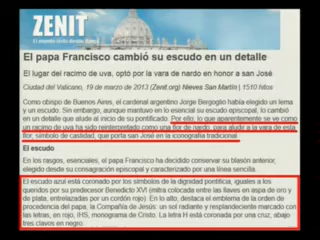 ZENIT
El mundo visto desde Roma
El papa Francisco cambió su escudo en un detalle
El lugar del racimo de uva, optó por la vara de nardo en honor a san José
Ciudad del Vaticano, 19 de marzo de 2013 (Zenit.org) Nieves San Martín | 1510 hitos
Como obispo de Buenos Aires, el cardenal argentino Jorge Bergoglio había elegido un lema
y un escudo. Sin embargo, aunque mantuvo en lo esencial su escudo episcopal, lo cambió en
un detalle que alude al inicio de su pontificado. Por ello, lo que aparentemente se ve como
un racimo de uva ha sido reinterpretado como una flor de nardo, para aludir a la vara de esta
flor, símbolo de castidad, que porta san José en la iconografía tradicional.
El escudo
En los rasgos, esenciales, el papa Francisco ha decidido conservar su blasón anterior,
elegido desde su consagración episcopal y caracterizado por una línea sencilla.
El escudo azul está coronado por los símbolos de la dignidad pontificia, iguales a los
queridos por su predecesor Benedicto XVI (mitra colocada entre las llaves en aspa de oro y
de plata, entrelazadas por un cordón rojo). En lo alto, destaca el emblema de la orden de
procedencia del papa, la Compañía de Jesús: un sol radiante y resplandeciente marcado con
las letras, en rojo, IHS, monograma de Cristo. La letra H está coronada por una cruz, abajo
tres clavos en negro.